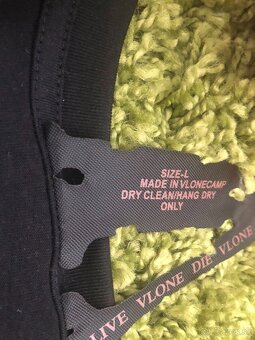 SIZE-L
MADE IN VLONECAMP
DRY CLEAN/HANG DRY
ONLY
LIVE VLONE DIE VLONE